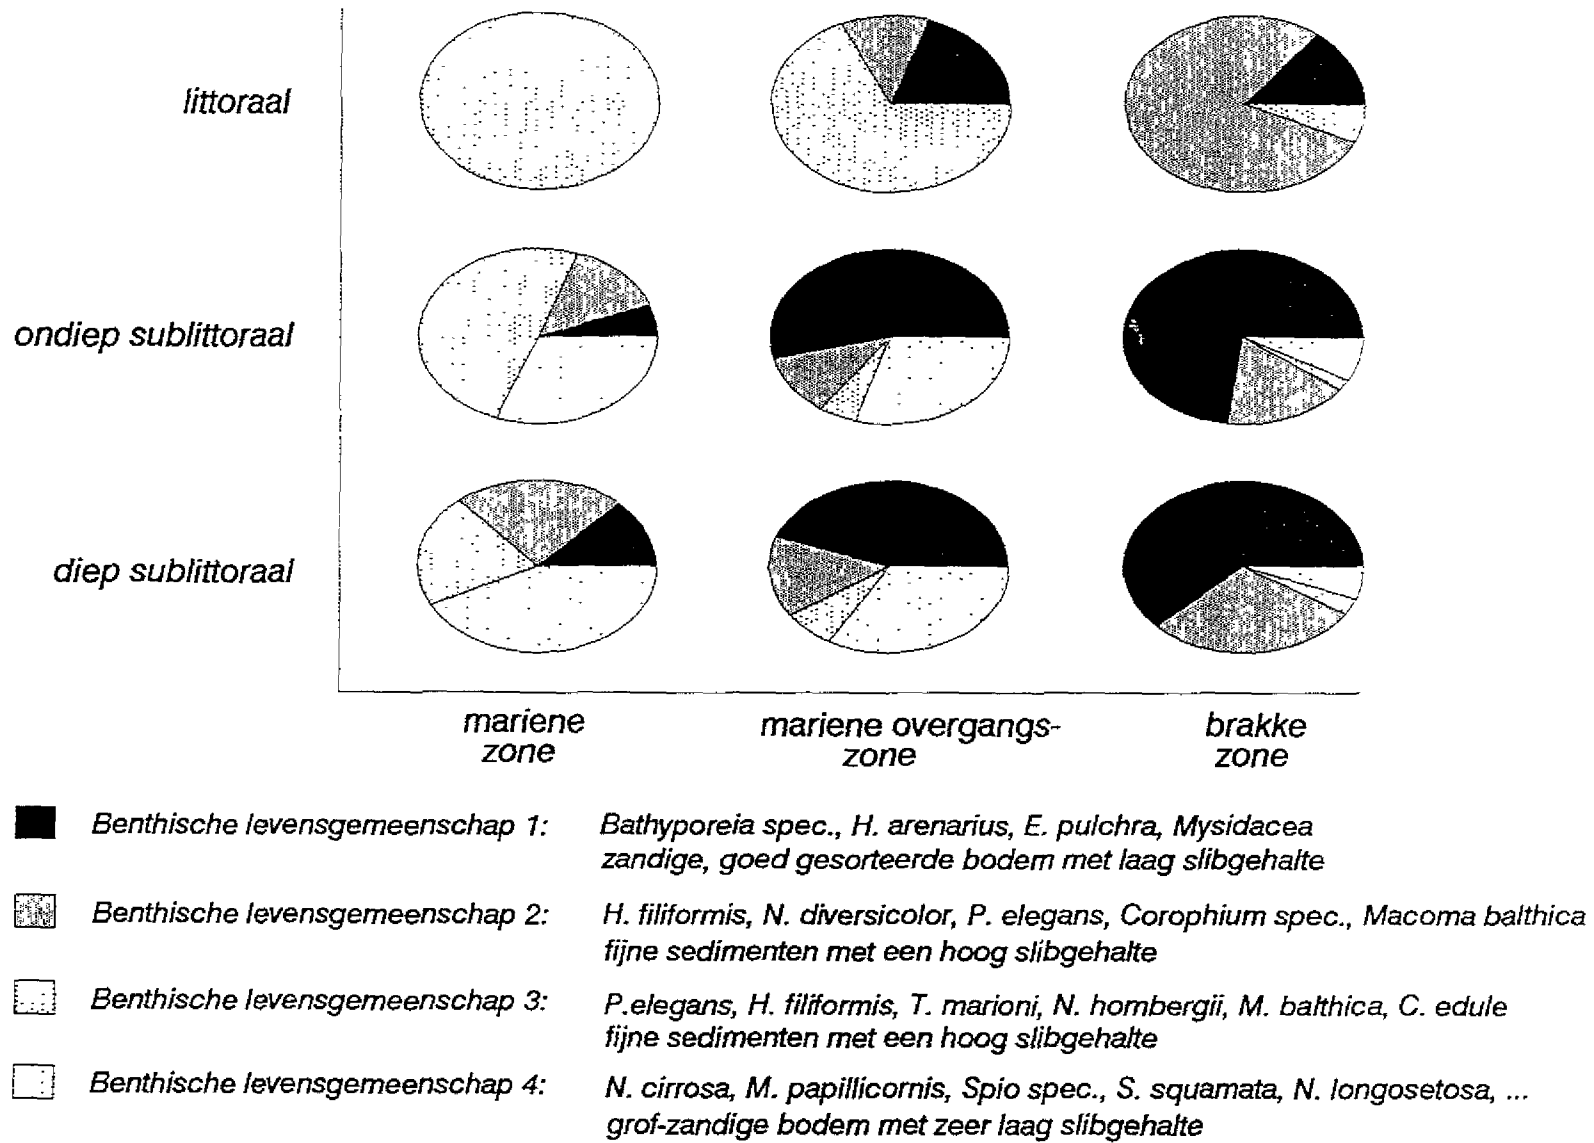 littoraal
ondiep sublittoraal
diep sublittoraal
mariene
zone
mariene overgangs-
zone
brakke
zone
Benthische levensgemeenschap 1: Bathyporeia spec., H. arenarius, E. pulchra, Mysidacea
zandige, goed gesorteerde bodem met laag slibgehalte
Benthische levensgemeenschap 2: H. filiformis, N. diversicolor, P. elegans, Corophium spec., Macoma balthica
fijne sedimenten met een hoog slibgehalte
Benthische levensgemeenschap 3: P.elegans, H. filiformis, T. marioni, N. hombergii, M. balthica, C. edule
fijne sedimenten met een hoog slibgehalte
Benthische levensgemeenschap 4: N. cirrosa, M. papillicornis, Spio spec., S. squamata, N. longosetosa, ...
grof-zandige bodem met zeer laag slibgehalte